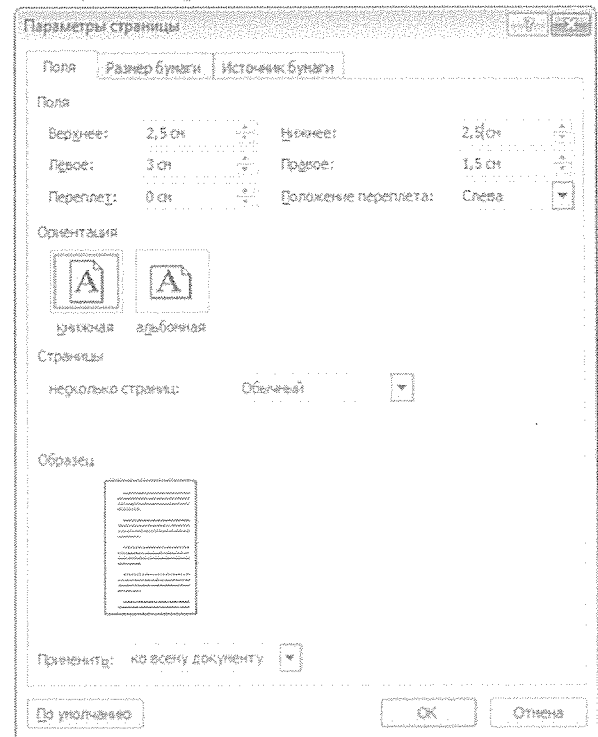 Параметры страницы
Поля Размер бумаги Источник бумаги
Поля
Верхнее: 2,5 см Нижнее: 2,5 см
Левое: 3 см Правое: 1,5 см
Переплет: 0 см Положение переплета: Слева
Ориентация
A A
книжная альбомная
Страницы
несколько страниц: Обычный
Образец
Применить: ко всему документу
По умолчанию ОК Отмена